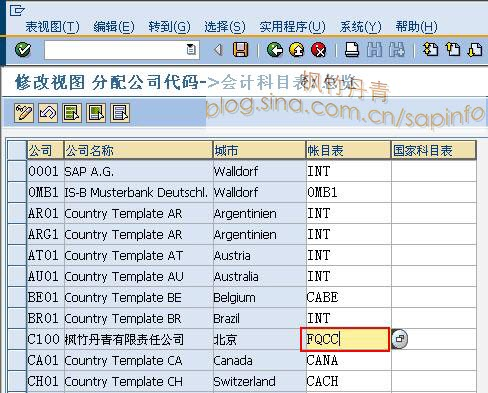 表视图(T) 编辑(E) 转到(G) 选择(S) 实用程序(U) 系统(Y) 帮助(H)
修改视图 分配公司代码->会计科目表: 总览
枫竹丹青
blog.sina.com.cn/sapinfo
公司 公司名称 城市 帐目表 国家科目表
0001 SAP A.G. Walldorf INT
0MB1 IS-B Musterbank Deutschl. Walldorf 0MB1
AR01 Country Template AR Argentinien INT
ARG1 Country Template AR Argentinien INT
AT01 Country Template AT Austria INT
AU01 Country Template AU Australia INT
BE01 Country Template BE Belgium CABE
BR01 Country Template BR Brazil INT
C100 枫竹丹青有限责任公司 北京 FQCC
CA01 Country Template CA Canada CANA
CH01 Country Template CH Switzerland CACH